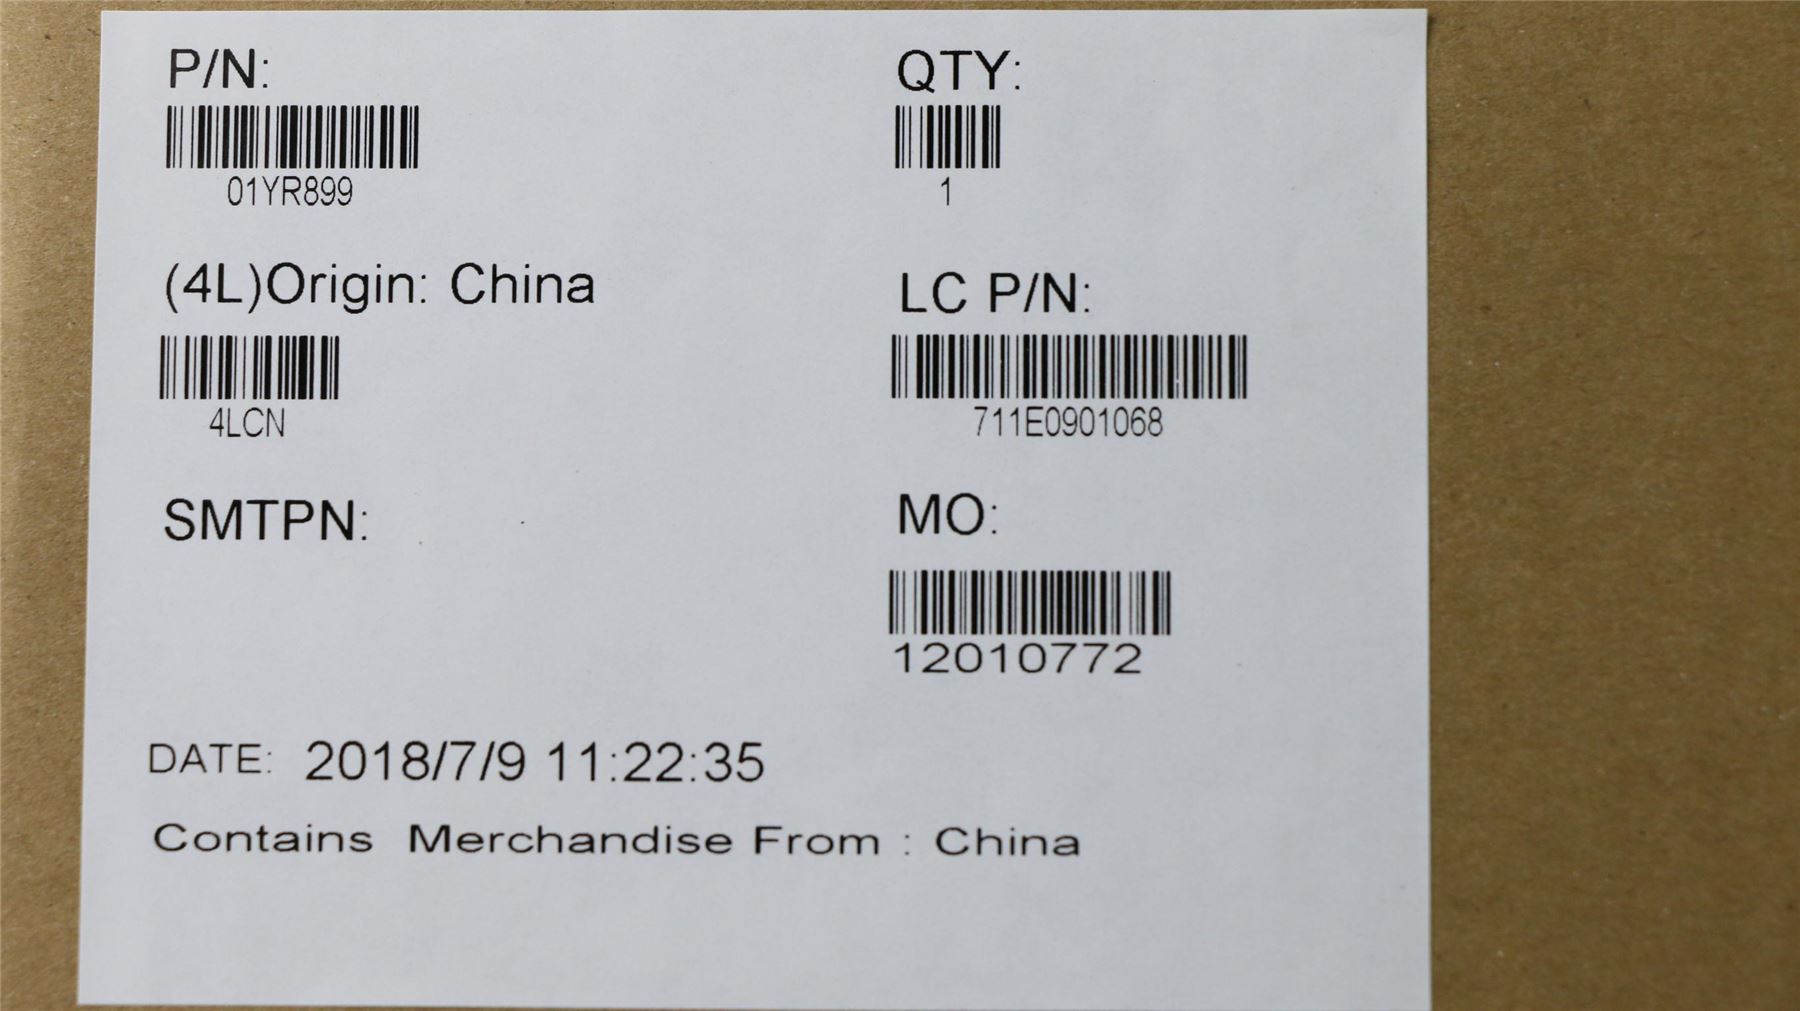 P/N:
01YR899
QTY:
1
(4L)Origin: China
4LCN
LC P/N:
711E0901068
SMTPN:
MO:
12010772
DATE: 2018/7/9 11:22:35
Contains Merchandise From : China